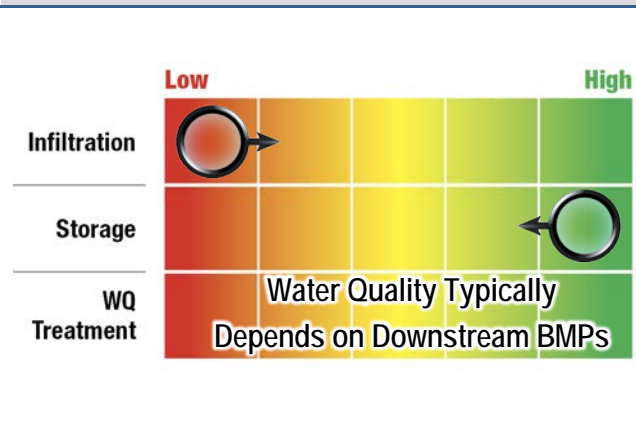 Low High
Infiltration
Storage
WQ
Treatment
Water Quality Typically
Depends on Downstream BMPs